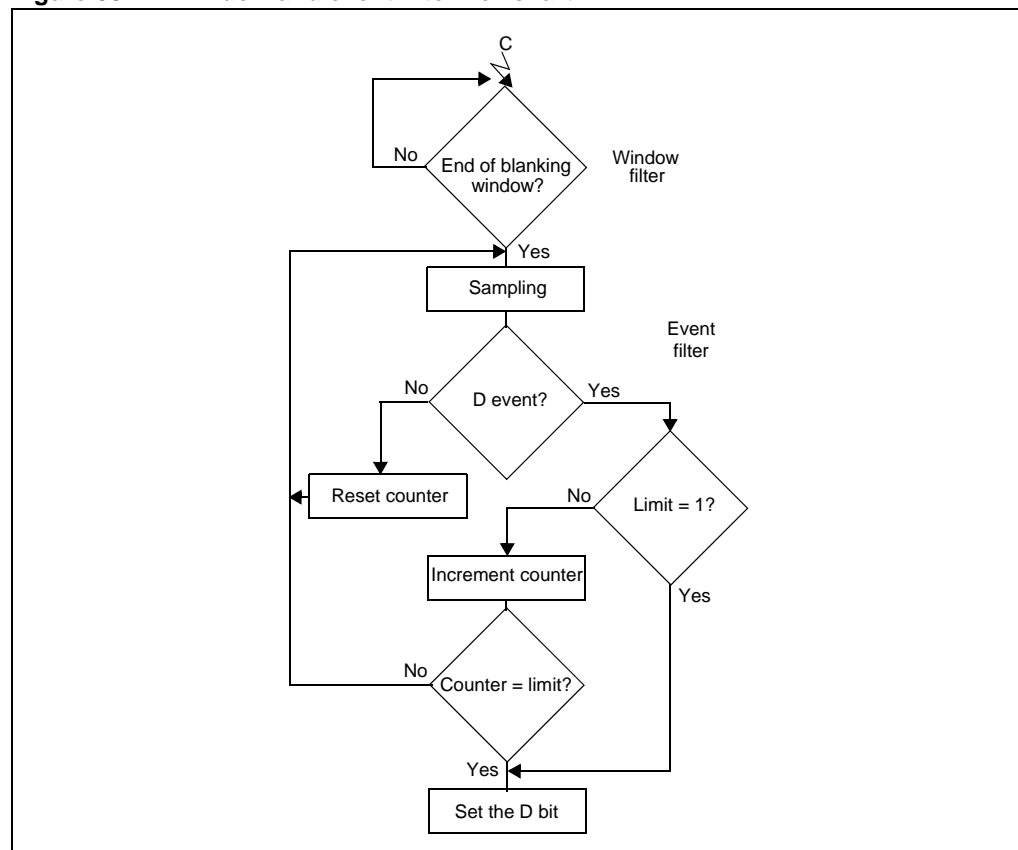 C
No
End of blanking
window?
Window
filter
Yes
Sampling
Event
filter
No
D event?
Yes
Reset counter
No
Limit = 1?
Increment counter
Yes
No
Counter = limit?
Yes
Set the D bit